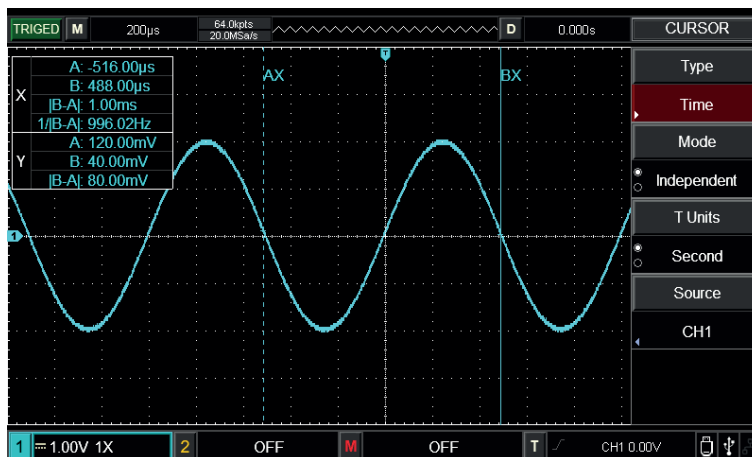 TRIGED M 200µs 64.0kpts D 0.000s CURSOR
20.0MSa/s
T
AX BX
X
A: -516.00µs
B: 488.00µs
|B-A|: 1.00ms
1/|B-A|: 996.02Hz
Y
A: 120.00mV
B: 40.00mV
|B-A|: 80.00mV
1
Type
Time
Mode
Independent
T Units
Second
Source
CH1
1 1.00V 1X 2 OFF M OFF T CH1 0.00V